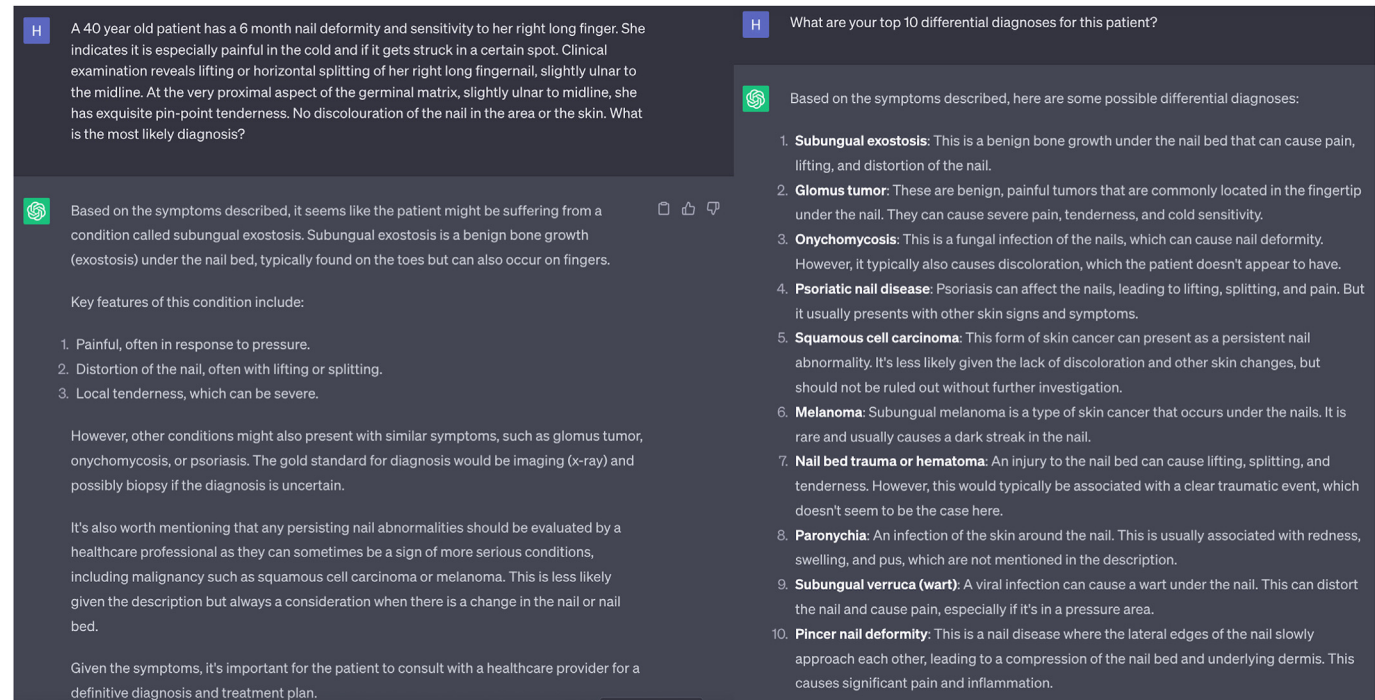 H
A 40 year old patient has a 6 month nail deformity and sensitivity to her right long finger. She
indicates it is especially painful in the cold and if it gets struck in a certain spot. Clinical
examination reveals lifting or horizontal splitting of her right long fingernail, slightly ulnar to
the midline. At the very proximal aspect of the germinal matrix, slightly ulnar to midline, she
has exquisite pin-point tenderness. No discolouration of the nail in the area or the skin. What
is the most likely diagnosis?
Based on the symptoms described, it seems like the patient might be suffering from a
condition called subungual exostosis. Subungual exostosis is a benign bone growth
(exostosis) under the nail bed, typically found on the toes but can also occur on fingers.
Key features of this condition include:
1. Painful, often in response to pressure.
2. Distortion of the nail, often with lifting or splitting.
3. Local tenderness, which can be severe.
However, other conditions might also present with similar symptoms, such as glomus tumor,
onychomycosis, or psoriasis. The gold standard for diagnosis would be imaging (x-ray) and
possibly biopsy if the diagnosis is uncertain.
It's also worth mentioning that any persisting nail abnormalities should be evaluated by a
healthcare professional as they can sometimes be a sign of more serious conditions,
including malignancy such as squamous cell carcinoma or melanoma. This is less likely
given the description but always a consideration when there is a change in the nail or nail
bed.
Given the symptoms, it's important for the patient to consult with a healthcare provider for a
definitive diagnosis and treatment plan.
H
What are your top 10 differential diagnoses for this patient?
Based on the symptoms described, here are some possible differential diagnoses:
1. Subungual exostosis: This is a benign bone growth under the nail bed that can cause pain,
lifting, and distortion of the nail.
2. Glomus tumor: These are benign, painful tumors that are commonly located in the fingertip
under the nail. They can cause severe pain, tenderness, and cold sensitivity.
3. Onychomycosis: This is a fungal infection of the nails, which can cause nail deformity.
However, it typically also causes discoloration, which the patient doesn't appear to have.
4. Psoriatic nail disease: Psoriasis can affect the nails, leading to lifting, splitting, and pain. But
it usually presents with other skin signs and symptoms.
5. Squamous cell carcinoma: This form of skin cancer can present as a persistent nail
abnormality. It's less likely given the lack of discoloration and other skin changes, but
should not be ruled out without further investigation.
6. Melanoma: Subungual melanoma is a type of skin cancer that occurs under the nails. It is
rare and usually causes a dark streak in the nail.
7. Nail bed trauma or hematoma: An injury to the nail bed can cause lifting, splitting, and
tenderness. However, this would typically be associated with a clear traumatic event, which
doesn't seem to be the case here.
8. Paronychia: An infection of the skin around the nail. This is usually associated with redness,
swelling, and pus, which are not mentioned in the description.
9. Subungual verruca (wart): A viral infection can cause a wart under the nail. This can distort
the nail and cause pain, especially if it's in a pressure area.
10. Pincer nail deformity: This is a nail disease where the lateral edges of the nail slowly
approach each other, leading to a compression of the nail bed and underlying dermis. This
causes significant pain and inflammation.